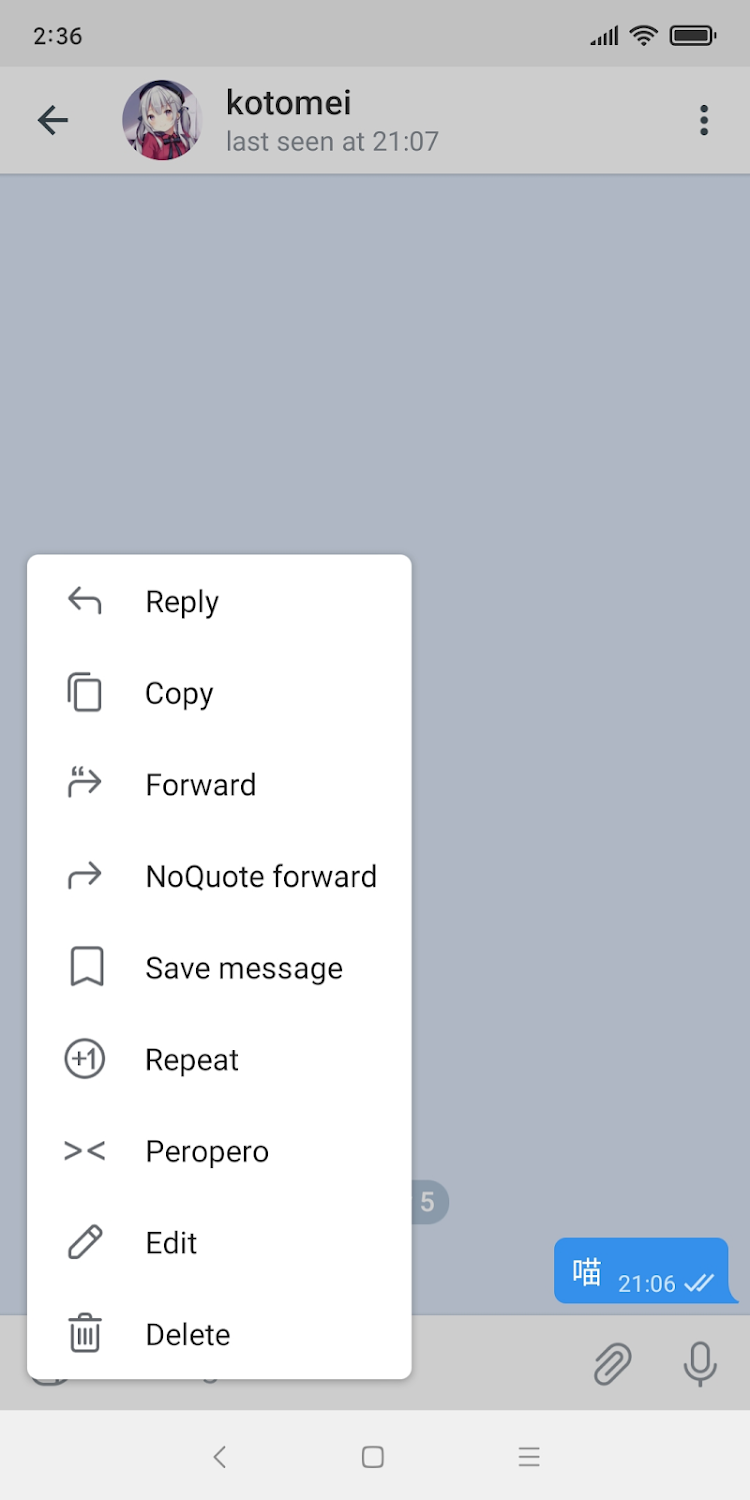 2:36
kotomei
last seen at 21:07
Reply
Copy
Forward
NoQuote forward
Save message
Repeat
+1
Peropero
5
Edit
喵 21:06
Delete